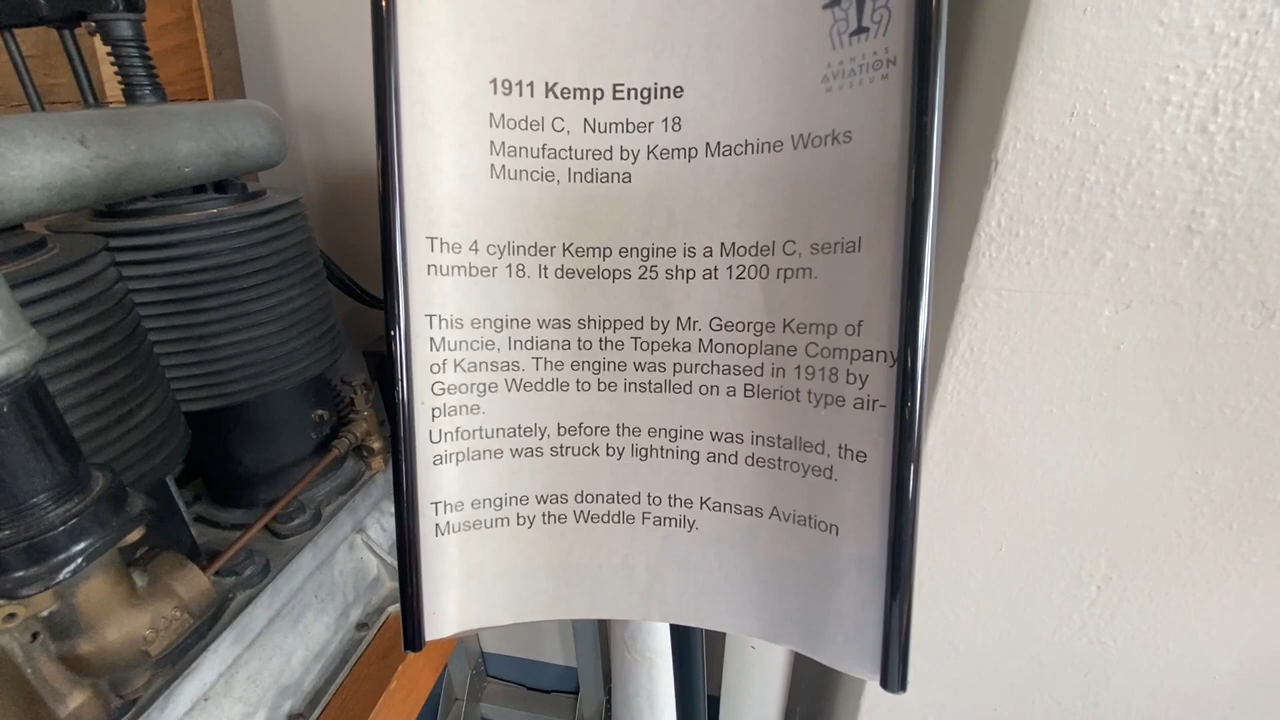 KANSAS
AVIATION
MUSEUM
1911 Kemp Engine
Model C, Number 18
Manufactured by Kemp Machine Works
Muncie, Indiana
The 4 cylinder Kemp engine is a Model C, serial
number 18. It develops 25 shp at 1200 rpm.
This engine was shipped by Mr. George Kemp of
Muncie, Indiana to the Topeka Monoplane Company
of Kansas. The engine was purchased in 1918 by
George Weddle to be installed on a Bleriot type air-
plane.
Unfortunately, before the engine was installed, the
airplane was struck by lightning and destroyed.
The engine was donated to the Kansas Aviation
Museum by the Weddle Family.